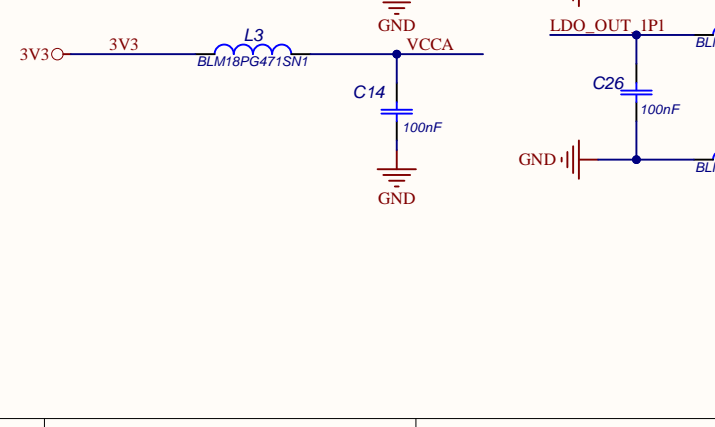 GND
LDO_OUT_1P1
L3
3V3
3V3
VCCA
BLM18PG471SN1
C14
100nF
C26
100nF
GND
GND